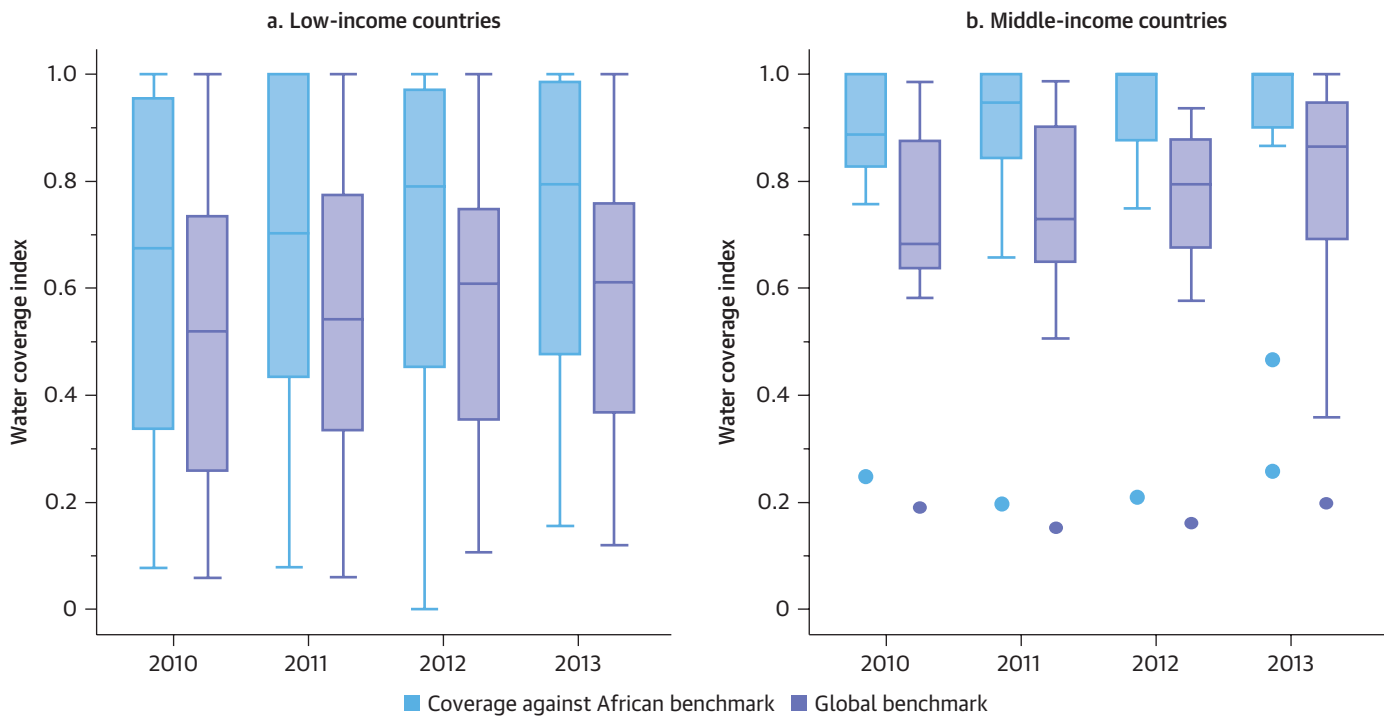 a. Low-income countries
Water coverage index
1.0
0.8
0.6
0.4
0.2
0
2010 2011 2012 2013
b. Middle-income countries
Water coverage index
1.0
0.8
0.6
0.4
0.2
0
2010 2011 2012 2013
Coverage against African benchmark Global benchmark